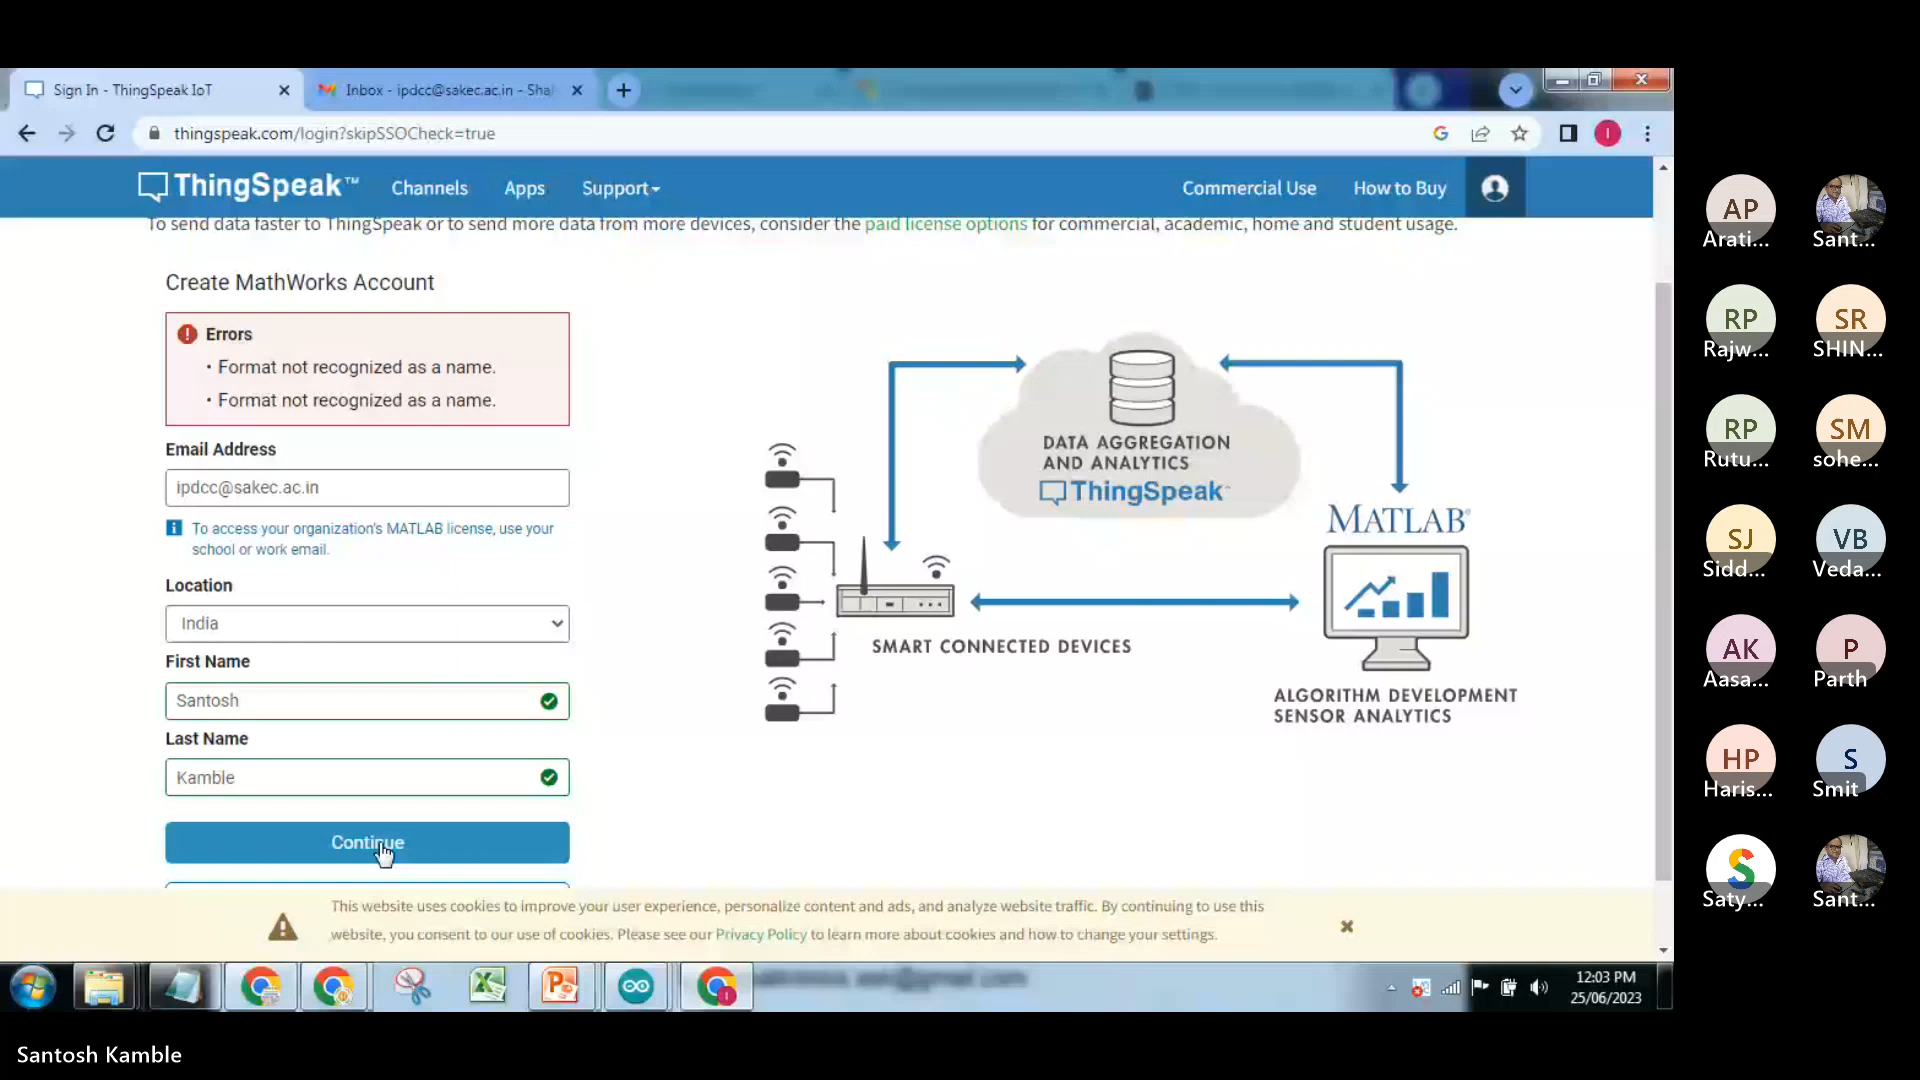 Sign In - ThingSpeak IoT
Inbox - ipdcc@sakec.ac.in - Sha
thingspeak.com/login?skipSSOCheck=true
ThingSpeak™
Channels
Apps
Support
Commercial Use
How to Buy
To send data faster to ThingSpeak or to send more data from more devices, consider the paid license options for commercial, academic, home and student usage.
Create MathWorks Account
Errors
• Format not recognized as a name.
• Format not recognized as a name.
Email Address
ipdcc@sakec.ac.in
To access your organization's MATLAB license, use your
school or work email.
Location
India
First Name
Santosh
Last Name
Kamble
Continue
DATA AGGREGATION
AND ANALYTICS
ThingSpeak
SMART CONNECTED DEVICES
MATLAB®
ALGORITHM DEVELOPMENT
SENSOR ANALYTICS
This website uses cookies to improve your user experience, personalize content and ads, and analyze website traffic. By continuing to use this
website, you consent to our use of cookies. Please see our Privacy Policy to learn more about cookies and how to change your settings.
12:03 PM
25/06/2023
AP
Arati...
Sant...
RP
Rajw...
SR
SHIN...
RP
Rutu...
SM
sohe...
SJ
Sidd...
VB
Veda...
AK
Aasa...
P
Parth
HP
Haris...
S
Smit
Saty...
Sant...
Santosh Kamble